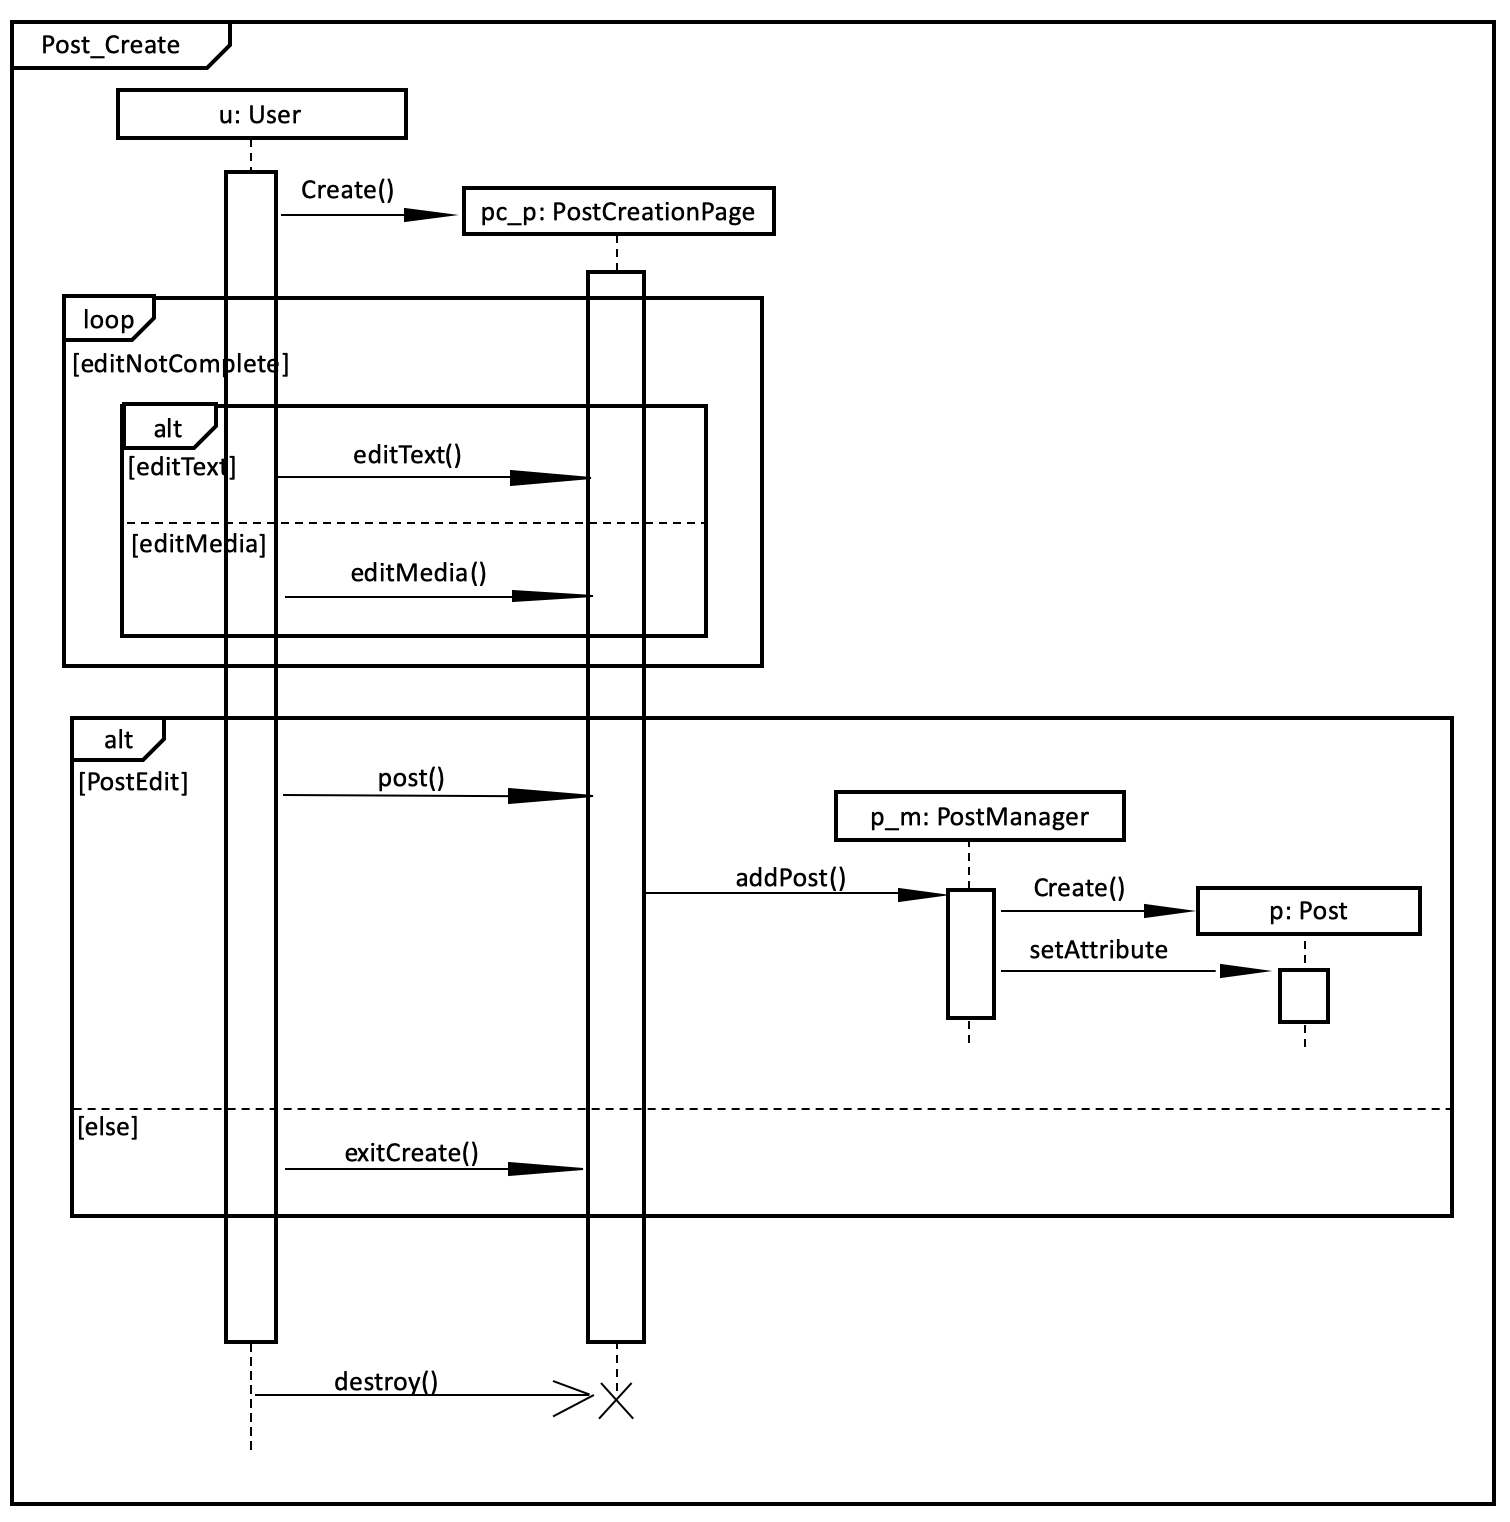 Post_Create
u: User
Create()
pc_p: PostCreationPage
loop
[editNotComplete]
alt
[editText]
editText()
[editMedia]
editMedia()
alt
[PostEdit]
post()
p_m: PostManager
addPost()
Create()
p: Post
setAttribute
[else]
exitCreate()
destroy()